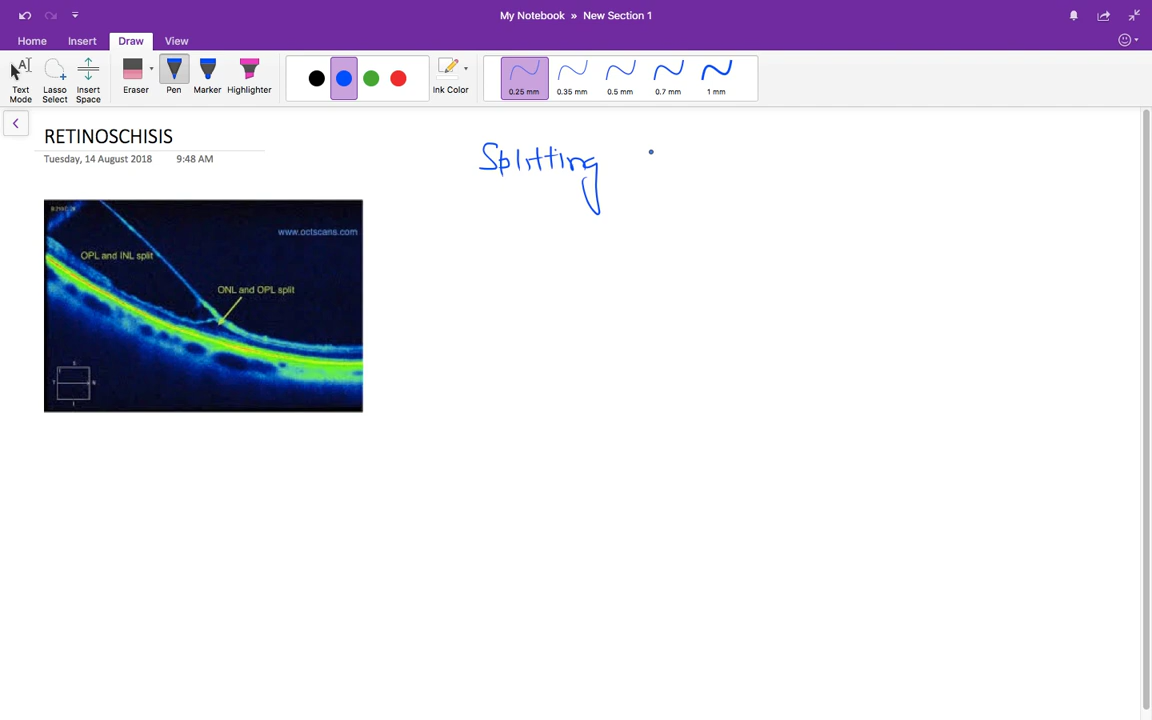 My Notebook » New Section 1
Home Insert Draw View
Text Mode
Lasso Select
Insert Space
Eraser
Pen
Marker
Highlighter
Ink Color
0.25 mm
0.35 mm
0.5 mm
0.7 mm
1 mm
RETINOSCHISIS
Tuesday, 14 August 2018 9:48 AM
Splitting
www.octscans.com
OPL and INL split
ONL and OPL split